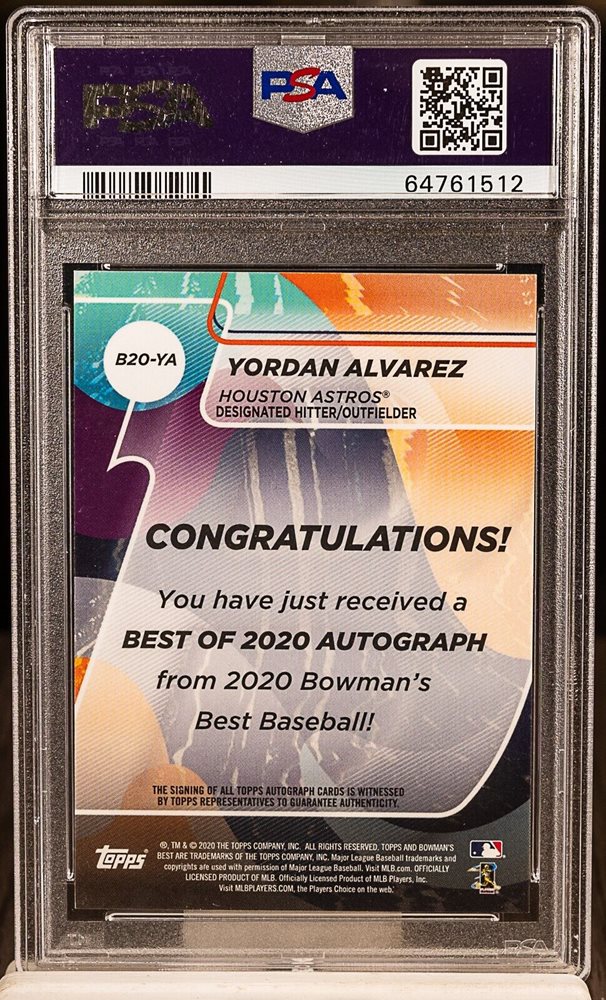 PSA
PSA
64761512
B20-YA
YORDAN ALVAREZ
HOUSTON ASTROS®
DESIGNATED HITTER/OUTFIELDER
CONGRATULATIONS!
You have just received a
BEST OF 2020 AUTOGRAPH
from 2020 Bowman's
Best Baseball!
THE SIGNING OF ALL TOPPS AUTOGRAPH CARDS IS WITNESSED
BY TOPPS REPRESENTATIVES TO GUARANTEE AUTHENTICITY.
topps
®, TM & © 2020 THE TOPPS COMPANY, INC. ALL RIGHTS RESERVED. TOPPS AND BOWMAN'S
BEST ARE TRADEMARKS OF THE TOPPS COMPANY, INC. Major League Baseball trademarks and
copyrights are used with permission of Major League Baseball. Visit MLB.com. OFFICIALLY
LICENSED PRODUCT OF MLB. Officially Licensed Product of MLB Players, Inc.
Visit MLBPLAYERS.COM, the Players Choice on the web.
PSA